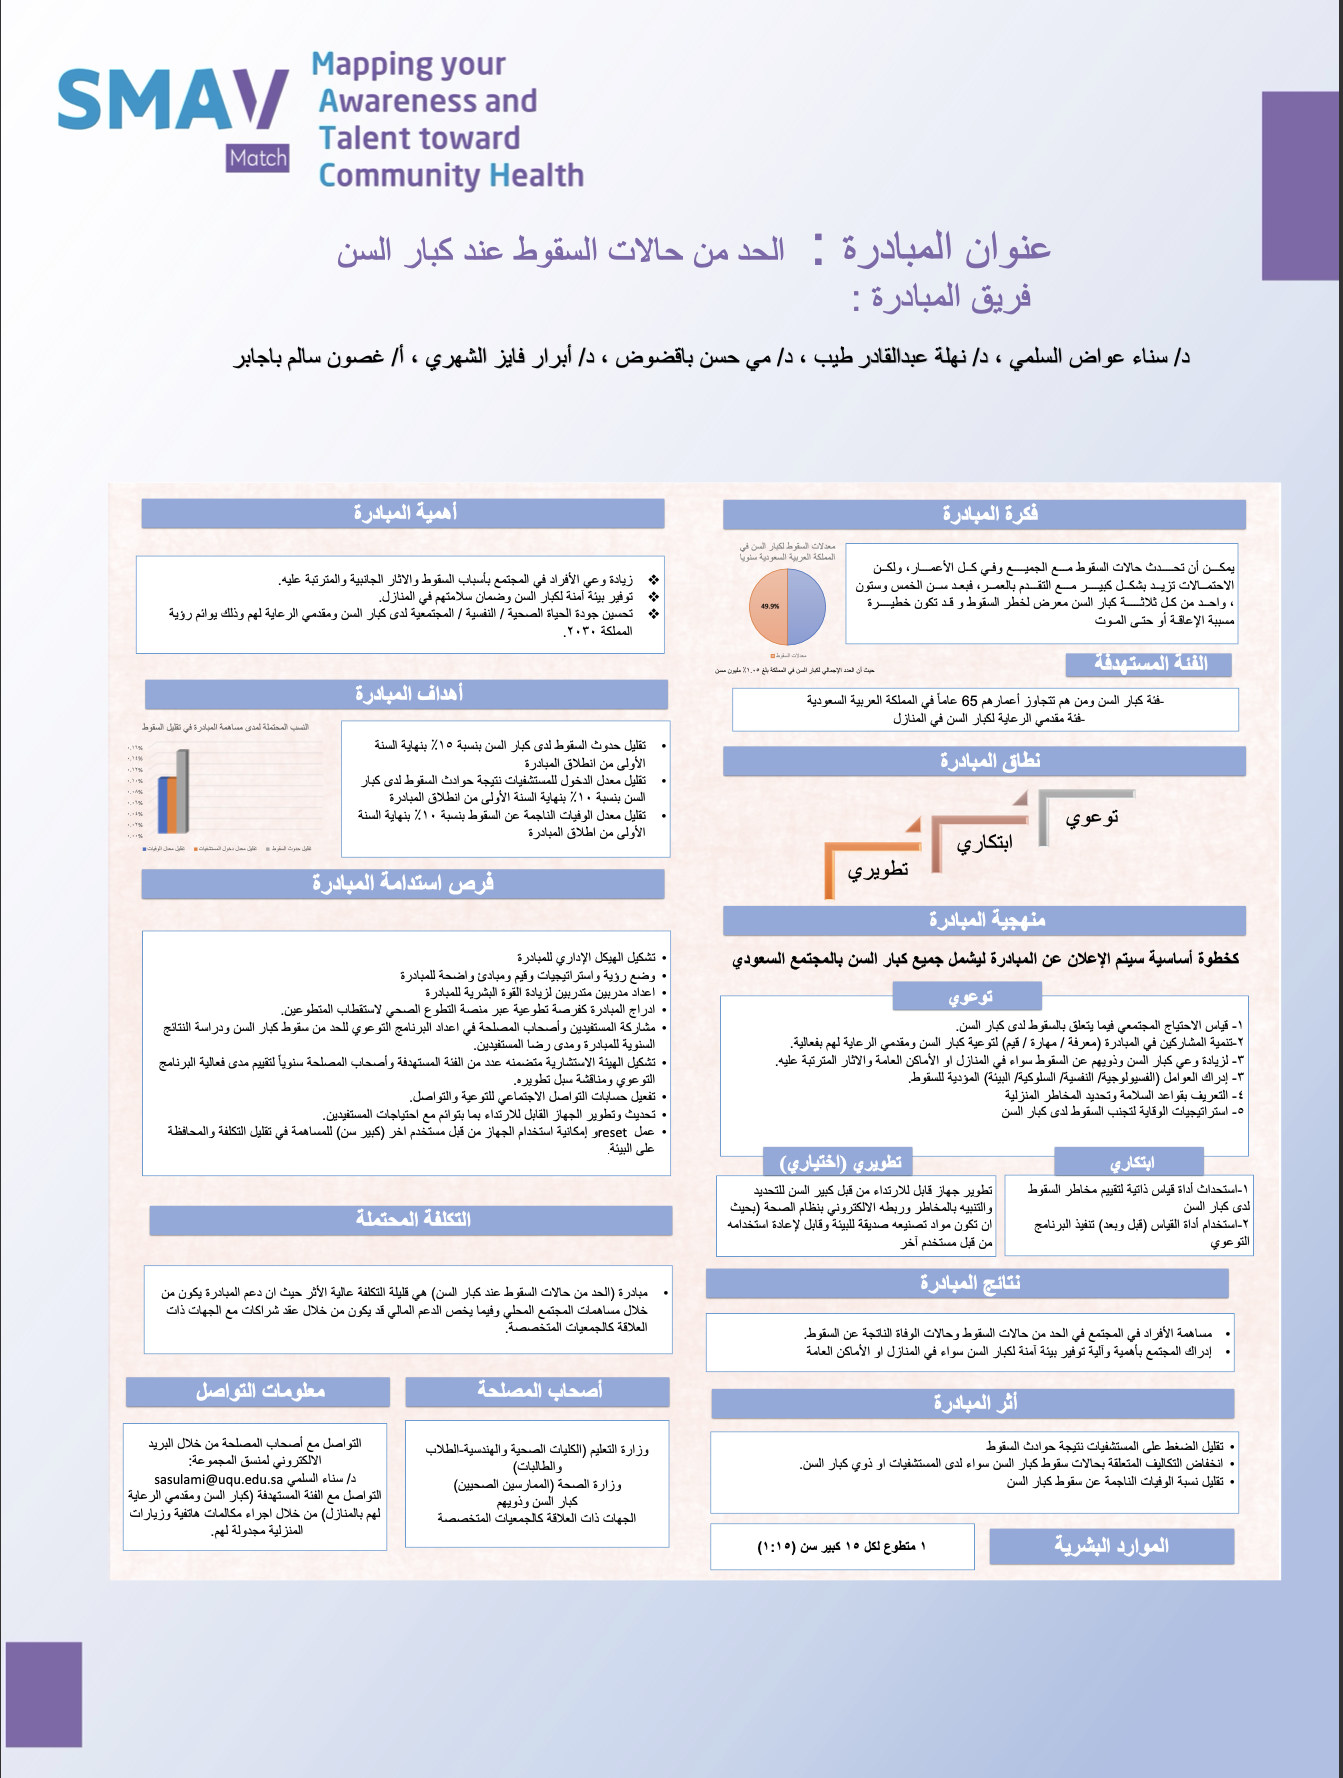 SMAV
Match
Mapping your
Awareness and
Talent toward
Community Health
عنوان المبادرة : الحد من حالات السقوط عند كبار السن
فريق المبادرة :
د/ سناء عواض السلمي ، د/ نهلة عبدالقادر طيب ، د/ مي حسن باقضوض ، د/ أبرار فايز الشهري ، أ/ غصون سالم باجابر
فكرة المبادرة
يمكن أن تحدث حالات السقوط مع الجميع وفي كل الأعمار، ولكن
الاحتمالات تزيد بشكل كبير مع التقدم بالعمر، فبعد سن الخمس وستون
، واحد من كل ثلاثة كبار السن معرض لخطر السقوط و قد تكون خطيرة
مسببة الإعاقة أو حتى الموت
معدلات السقوط لكبار السن في
المملكة العربية السعودية سنويا
49.9%
معدلات السقوط
حيث أن العدد الإجمالي لكبار السن في المملكة بلغ ١.٠٥٪ مليون مسن
الفئة المستهدفة
-فئة كبار السن ومن هم تتجاوز أعمارهم 65 عاماً في المملكة العربية السعودية
-فئة مقدمي الرعاية لكبار السن في المنازل
نطاق المبادرة
توعوي
ابتكاري
تطويري
منهجية المبادرة
كخطوة أساسية سيتم الإعلان عن المبادرة ليشمل جميع كبار السن بالمجتمع السعودي
توعوي
١- قياس الاحتياج المجتمعي فيما يتعلق بالسقوط لدى كبار السن.
٢-تنمية المشاركين في المبادرة (معرفة / مهارة / قيم) لتوعية كبار السن ومقدمي الرعاية لهم بفعالية.
٣- لزيادة وعي كبار السن وذويهم عن السقوط سواء في المنازل او الأماكن العامة والاثار المترتبة عليه.
٣- إدراك العوامل (الفسيولوجية/ النفسية/ السلوكية/ البيئة) المؤدية للسقوط.
٤- التعريف بقواعد السلامة وتحديد المخاطر المنزلية
٥- استراتيجيات الوقاية لتجنب السقوط لدى كبار السن
ابتكاري
١-استحداث أداة قياس ذاتية لتقييم مخاطر السقوط
لدى كبار السن
٢-استخدام أداة القياس (قبل وبعد) تنفيذ البرنامج
التوعوي
تطويري (اختياري)
تطوير جهاز قابل للارتداء من قبل كبير السن للتحديد
والتنبيه بالمخاطر وربطه الالكتروني بنظام الصحة (بحيث
ان تكون مواد تصنيعه صديقة للبيئة وقابل لإعادة استخدامه
من قبل مستخدم آخر
نتائج المبادرة
• مساهمة الأفراد في المجتمع في الحد من حالات السقوط وحالات الوفاة الناتجة عن السقوط.
• إدراك المجتمع بأهمية وآلية توفير بيئة آمنة لكبار السن سواء في المنازل او الأماكن العامة
أثر المبادرة
• تقليل الضغط على المستشفيات نتيجة حوادث السقوط
• انخفاض التكاليف المتعلقة بحالات سقوط كبار السن سواء لدى المستشفيات او ذوي كبار السن.
• تقليل نسبة الوفيات الناجمة عن سقوط كبار السن
الموارد البشرية
١ متطوع لكل ١٥ كبير سن (١:١٥)
أهمية المبادرة
❖ زيادة وعي الأفراد في المجتمع بأسباب السقوط والاثار الجانبية والمترتبة عليه.
❖ توفير بيئة آمنة لكبار السن وضمان سلامتهم في المنازل.
❖ تحسين جودة الحياة الصحية / النفسية / المجتمعية لدى كبار السن ومقدمي الرعاية لهم وذلك يوائم رؤية
المملكة ٢٠٣٠.
أهداف المبادرة
• تقليل حدوث السقوط لدى كبار السن بنسبة ١٥٪ بنهاية السنة
الأولى من انطلاق المبادرة
• تقليل معدل الدخول للمستشفيات نتيجة حوادث السقوط لدى كبار
السن بنسبة ١٠٪ بنهاية السنة الأولى من انطلاق المبادرة
• تقليل معدل الوفيات الناجمة عن السقوط بنسبة ١٠٪ بنهاية السنة
الأولى من اطلاق المبادرة
النسب المحتملة لمدى مساهمة المبادرة في تقليل السقوط
٠.١٦%
٠.١٤%
٠.١٢%
٠.١٠%
٠.٠٨%
٠.٠٦%
٠.٠٤%
٠.٠٢%
٠.٠٠%
تقليل حدوث السقوط
تقليل معدل دخول المستشفيات
تقليل معدل الوفيات
فرص استدامة المبادرة
• تشكيل الهيكل الإداري للمبادرة
• وضع رؤية واستراتيجيات وقيم ومبادئ واضحة للمبادرة
• اعداد مدربين متدربين لزيادة القوة البشرية للمبادرة
• ادراج المبادرة كفرصة تطوعية عبر منصة التطوع الصحي لاستقطاب المتطوعين.
• مشاركة المستفيدين وأصحاب المصلحة في اعداد البرنامج التوعوي للحد من سقوط كبار السن ودراسة النتائج
السنوية للمبادرة ومدى رضا المستفيدين.
• تشكيل الهيئة الاستشارية متضمنه عدد من الفئة المستهدفة وأصحاب المصلحة سنوياً لتقييم مدى فعالية البرنامج
التوعوي ومناقشة سبل تطويره.
• تفعيل حسابات التواصل الاجتماعي للتوعية والتواصل.
• تحديث وتطوير الجهاز القابل للارتداء بما يتوائم مع احتياجات المستفيدين.
• عمل reset و إمكانية استخدام الجهاز من قبل مستخدم اخر (كبير سن) للمساهمة في تقليل التكلفة والمحافظة
على البيئة.
التكلفة المحتملة
• مبادرة (الحد من حالات السقوط عند كبار السن) هي قليلة التكلفة عالية الأثر حيث ان دعم المبادرة يكون من
خلال مساهمات المجتمع المحلي وفيما يخص الدعم المالي قد يكون من خلال عقد شراكات مع الجهات ذات
العلاقة كالجمعيات المتخصصة.
أصحاب المصلحة
وزارة التعليم (الكليات الصحية والهندسية-الطلاب
والطالبات)
وزارة الصحة (الممارسين الصحيين)
كبار السن وذويهم
الجهات ذات العلاقة كالجمعيات المتخصصة
معلومات التواصل
التواصل مع أصحاب المصلحة من خلال البريد
الالكتروني لمنسق المجموعة:
د/ سناء السلمي sasulami@uqu.edu.sa
التواصل مع الفئة المستهدفة (كبار السن ومقدمي الرعاية
لهم بالمنازل) من خلال اجراء مكالمات هاتفية وزيارات
المنزلية مجدولة لهم.